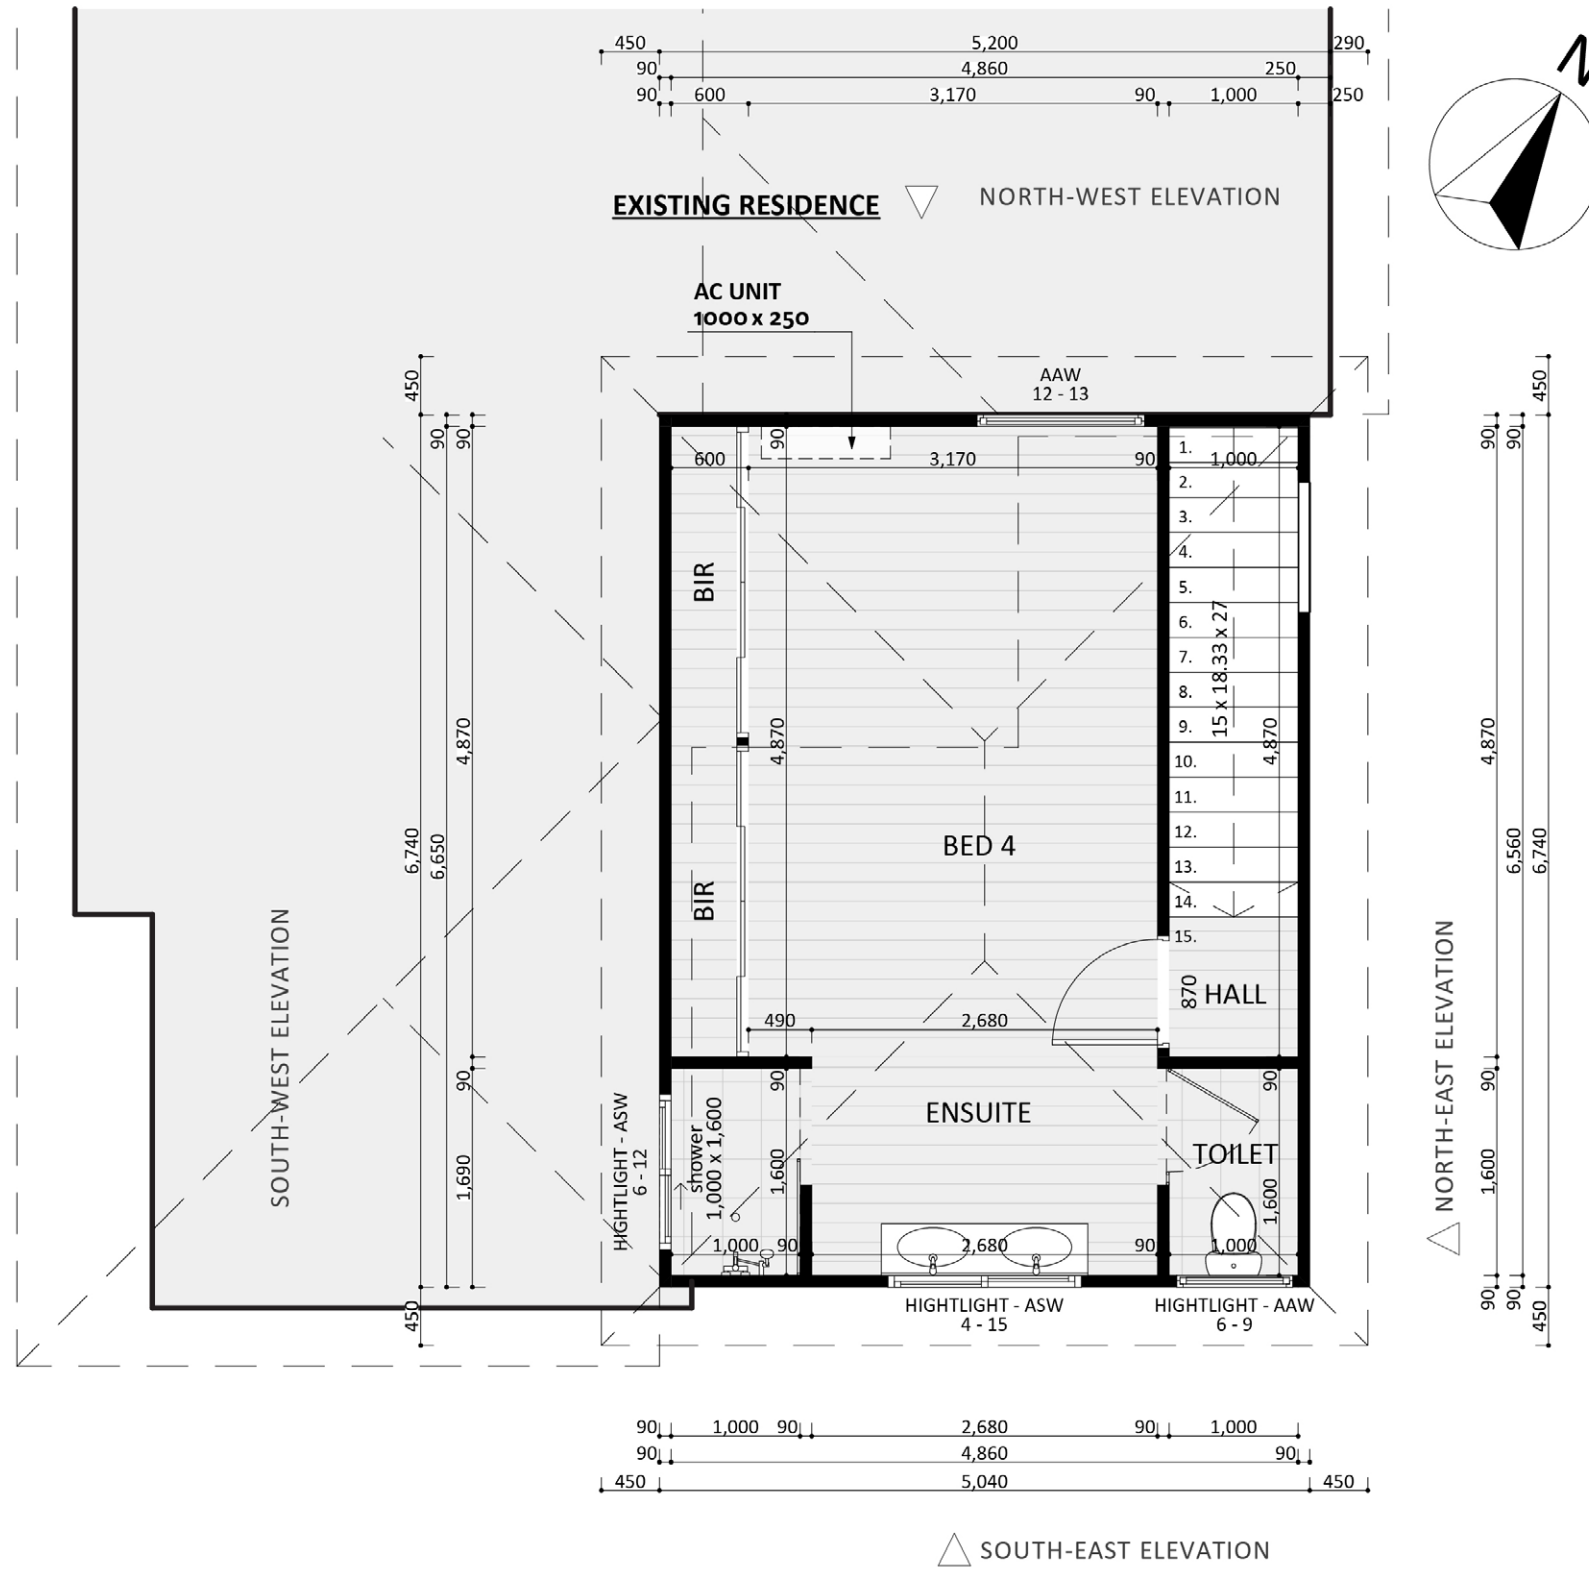 N
450 5,200 290
90 4,860 250
90 600 3,170 90 1,000 250
EXISTING RESIDENCE
NORTH-WEST ELEVATION
AC UNIT
1000 x 250
AAW
12 - 13
450
90
90
90
600 3,170 90 1,000
450
90
90
1.
2.
3.
4.
5.
6.
7.
8.
9.
10.
11.
12.
13.
14.
15.
15 x 18.33 x 27
BIR
BIR
4,870
4,870
4,870
4,870
6,740
6,650
6,560
6,740
BED 4
870
HALL
490 2,680
SOUTH-WEST ELEVATION
NORTH-EAST ELEVATION
90
90
90
90
ENSUITE
TOILET
HIGHTLIGHT - ASW
6 - 12
shower
1,000 x 1,600
1,600
1,690
1,600
1,600
1,000 90 2,680 90 1,000
450
90
90
450
HIGHTLIGHT - ASW
4 - 15
HIGHTLIGHT - AAW
6 - 9
90 1,000 90 2,680 90 1,000
90 4,860 90
450 5,040 450
SOUTH-EAST ELEVATION